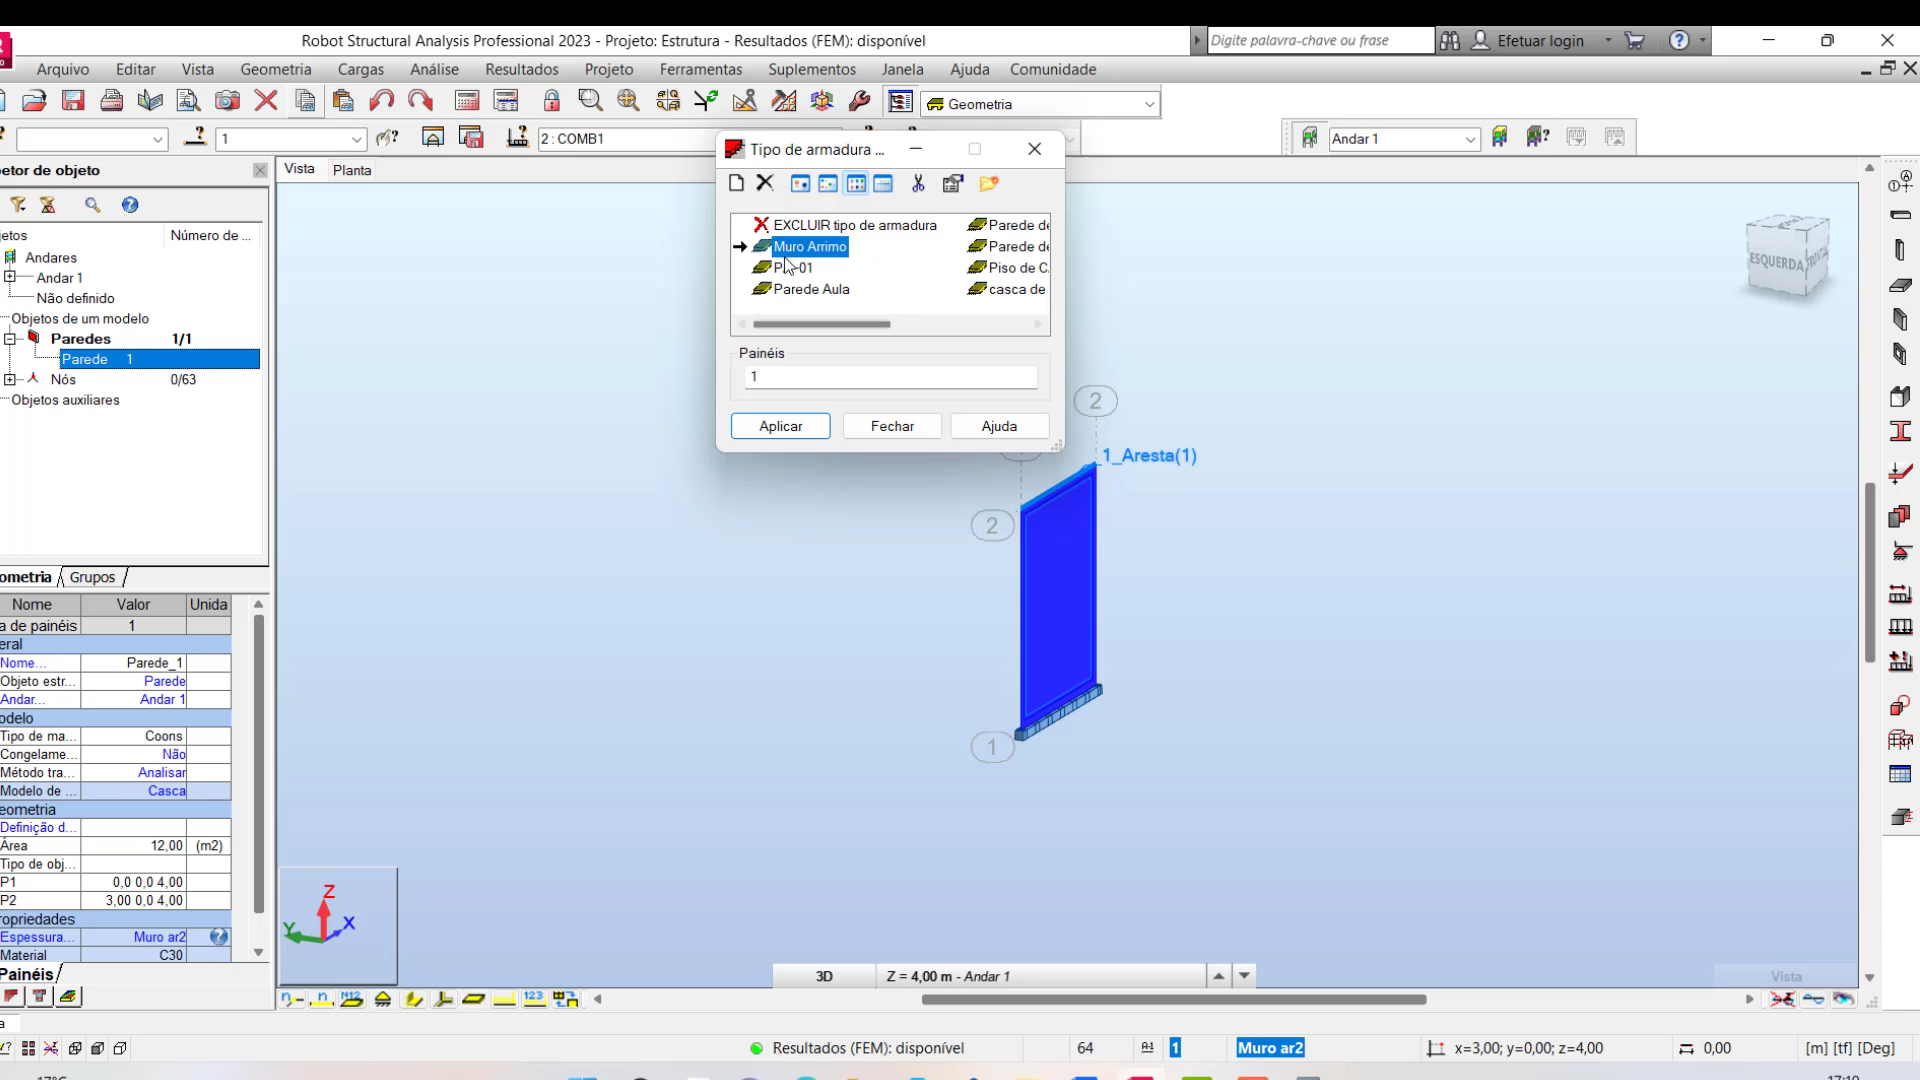 Robot Structural Analysis Professional 2023 - Projeto: Estrutura - Resultados (FEM): disponível
Digite palavra-chave ou frase
Efetuar login
Arquivo Editar Vista Geometria Cargas Análise Resultados Projeto Ferramentas Suplementos Janela Ajuda Comunidade
Geometria
1
2 : COMB1
Andar 1
etor de objeto
Vista Planta
Tipo de armadura ...
jetos Número de ...
Andares
Andar 1
Não definido
Objetos de um modelo
Paredes 1/1
Parede 1
Nós 0/63
Objetos auxiliares
EXCLUIR tipo de armadura
Muro Arrimo
Parede Aula
Parede de
Parede de
Piso de C.
casca de
Painéis
1
Aplicar Fechar Ajuda
ESQUERDA
2
1_Aresta(1)
2
1
ometria Grupos
Nome Valor Unida
a de painéis 1
eral
Nome... Parede_1
Objeto estr... Parede
Andar... Andar 1
odelo
Tipo de ma... Coons
Congelame... Não
Método tra... Analisar
Modelo de ... Casca
eometria
Definição d...
Área 12,00 (m2)
Tipo de obj...
P1 0,0 0,0 4,00
P2 3,00 0,0 4,00
ropriedades
Espessura... Muro ar2
Material C30
Painéis
Z
Y X
3D Z = 4,00 m - Andar 1
Vista
Resultados (FEM): disponível
64
1
Muro ar2
x=3,00; y=0,00; z=4,00
0,00
[m] [tf] [Deg]